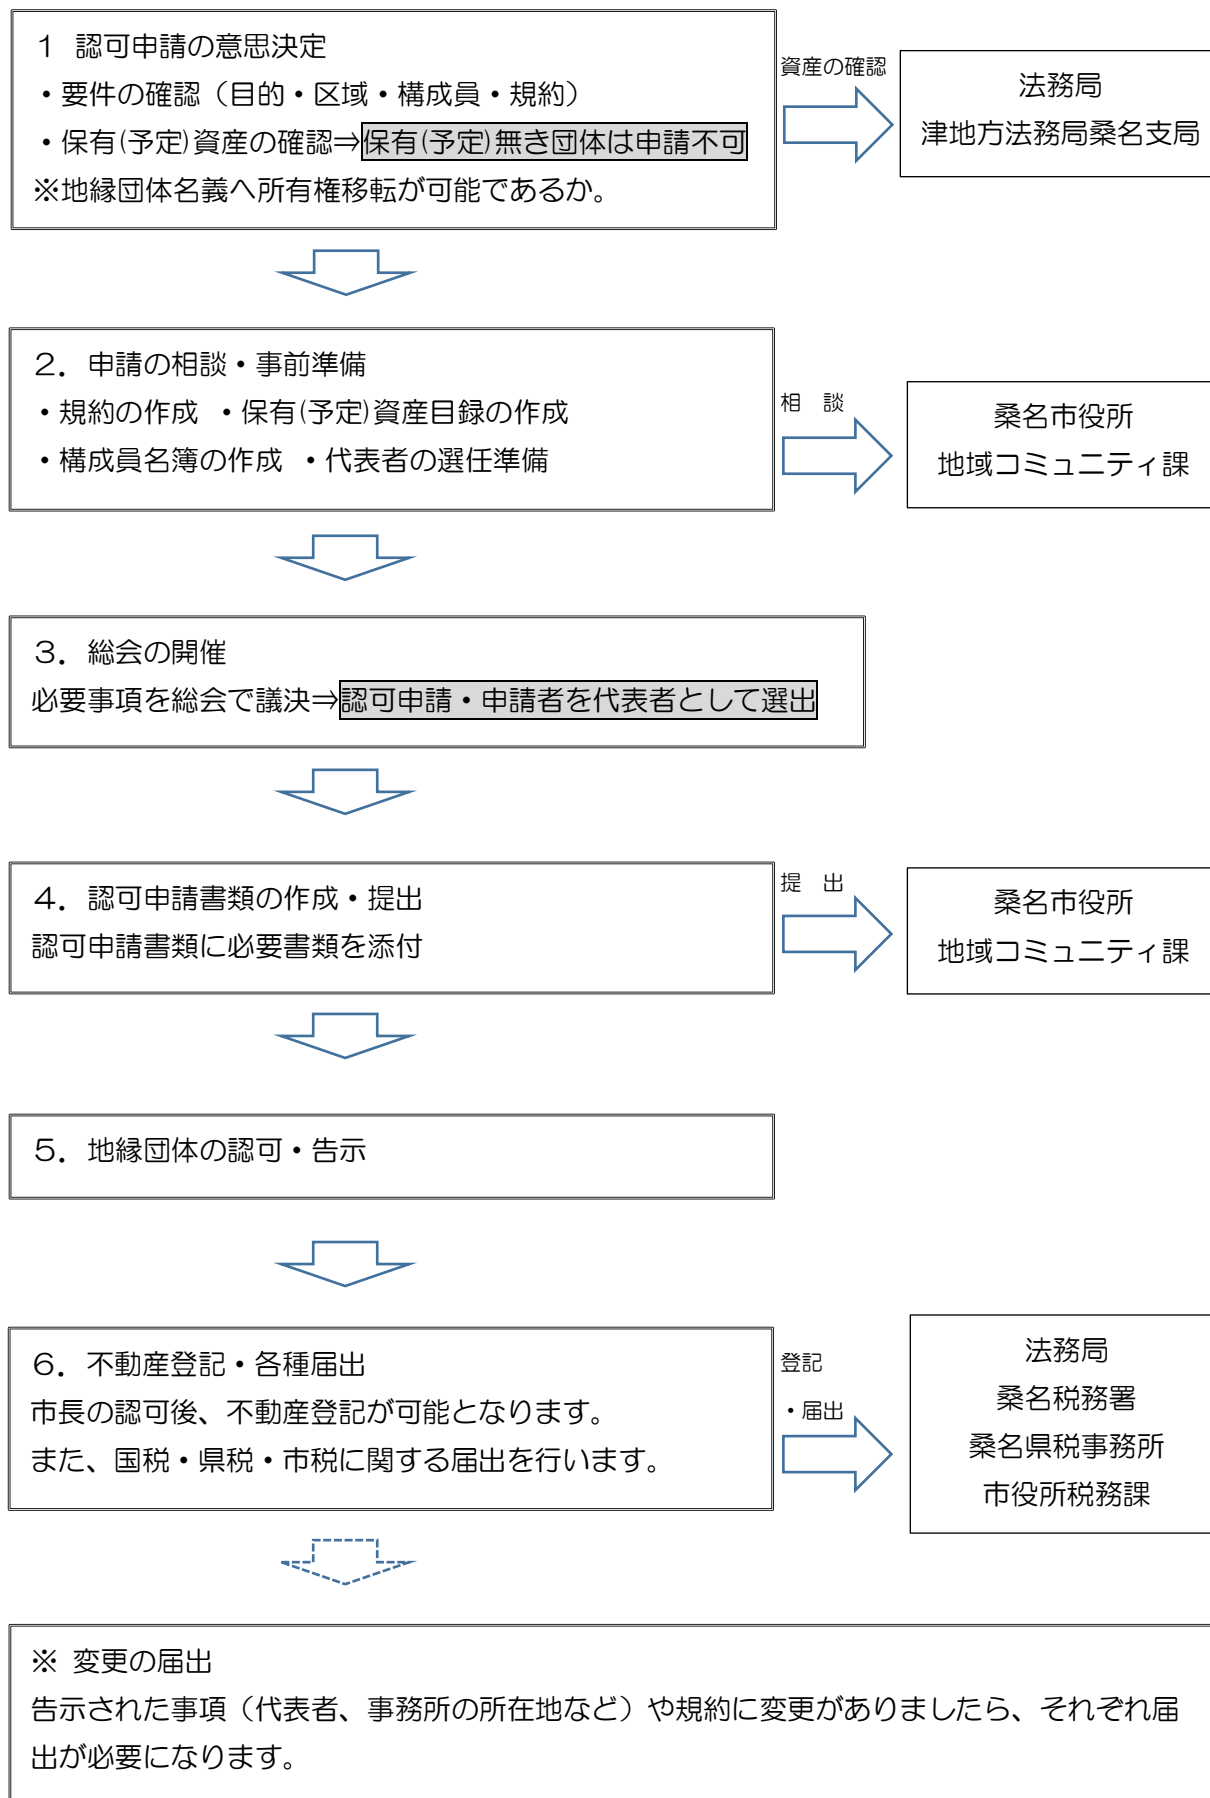 1 認可申請の意思決定
・要件の確認（目的・区域・構成員・規約）
・保有(予定)資産の確認⇒保有(予定)無き団体は申請不可
※地縁団体名義へ所有権移転が可能であるか。
資産の確認
法務局
津地方法務局桑名支局
２．申請の相談・事前準備
・規約の作成 ・保有(予定)資産目録の作成
・構成員名簿の作成 ・代表者の選任準備
相 談
桑名市役所
地域コミュニティ課
３．総会の開催
必要事項を総会で議決⇒認可申請・申請者を代表者として選出
４．認可申請書類の作成・提出
認可申請書類に必要書類を添付
提 出
桑名市役所
地域コミュニティ課
５．地縁団体の認可・告示
６．不動産登記・各種届出
市長の認可後、不動産登記が可能となります。
また、国税・県税・市税に関する届出を行います。
登記
・届出
法務局
桑名税務署
桑名県税事務所
市役所税務課
※ 変更の届出
告示された事項（代表者、事務所の所在地など）や規約に変更がありましたら、それぞれ届
出が必要になります。